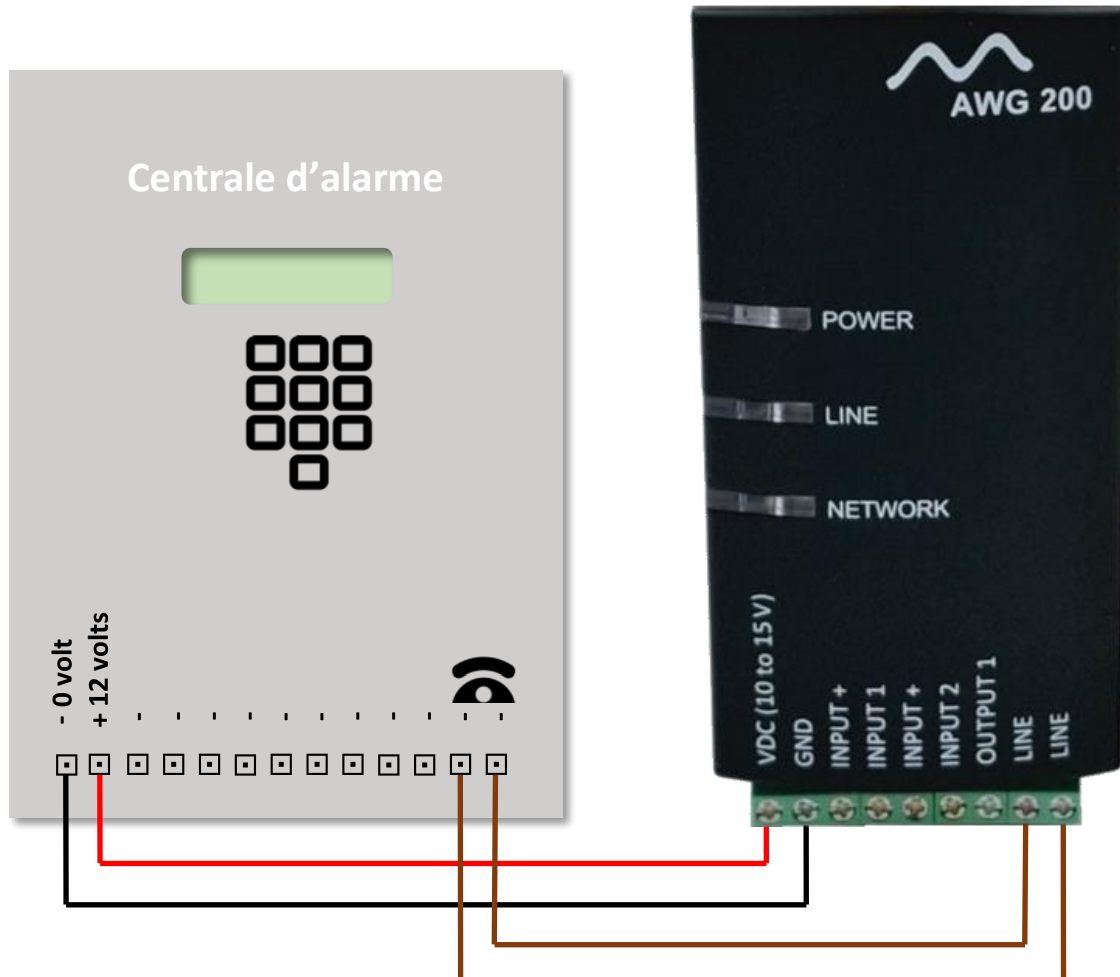 AWG 200
Centrale d’alarme
POWER
LINE
NETWORK
- 0 volt
+ 12 volts
VDC (10 to 15 V)
GND
INPUT +
INPUT 1
INPUT +
INPUT 2
OUTPUT 1
LINE
LINE